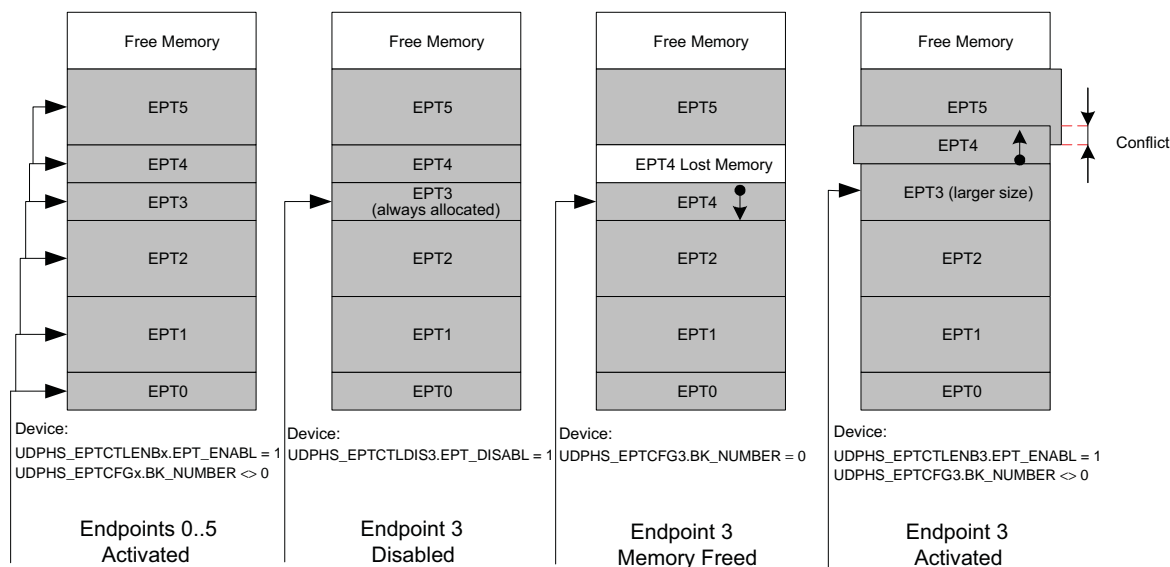 Free Memory
EPT5
EPT4
EPT3
EPT2
EPT1
EPT0
Device:
UDPHS_EPTCTLENBx.EPT_ENABL = 1
UDPHS_EPTCFGx.BK_NUMBER <> 0
Endpoints 0..5
Activated
Free Memory
EPT5
EPT4
EPT3
(always allocated)
EPT2
EPT1
EPT0
Device:
UDPHS_EPTCTLDIS3.EPT_DISABL = 1
Endpoint 3
Disabled
Free Memory
EPT5
EPT4 Lost Memory
EPT4
EPT2
EPT1
EPT0
Device:
UDPHS_EPTCFG3.BK_NUMBER = 0
Endpoint 3
Memory Freed
Free Memory
EPT5
EPT4
Conflict
EPT3 (larger size)
EPT2
EPT1
EPT0
Device:
UDPHS_EPTCTLENB3.EPT_ENABL = 1
UDPHS_EPTCFG3.BK_NUMBER <> 0
Endpoint 3
Activated